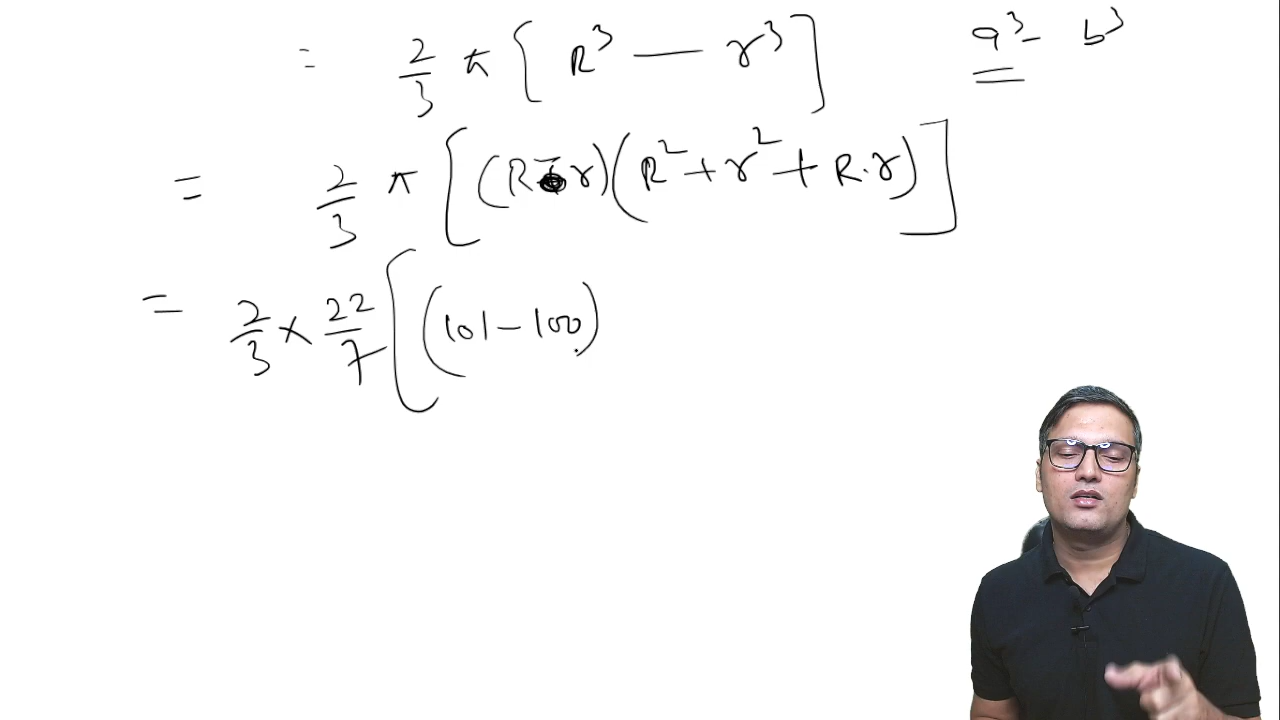 = 2/3 π [ R³ — r³ ] a³ - b³
= 2/3 π [ (R - r)(R² + r² + R.r) ]
= 2/3 × 22/7 [ (101 - 100)